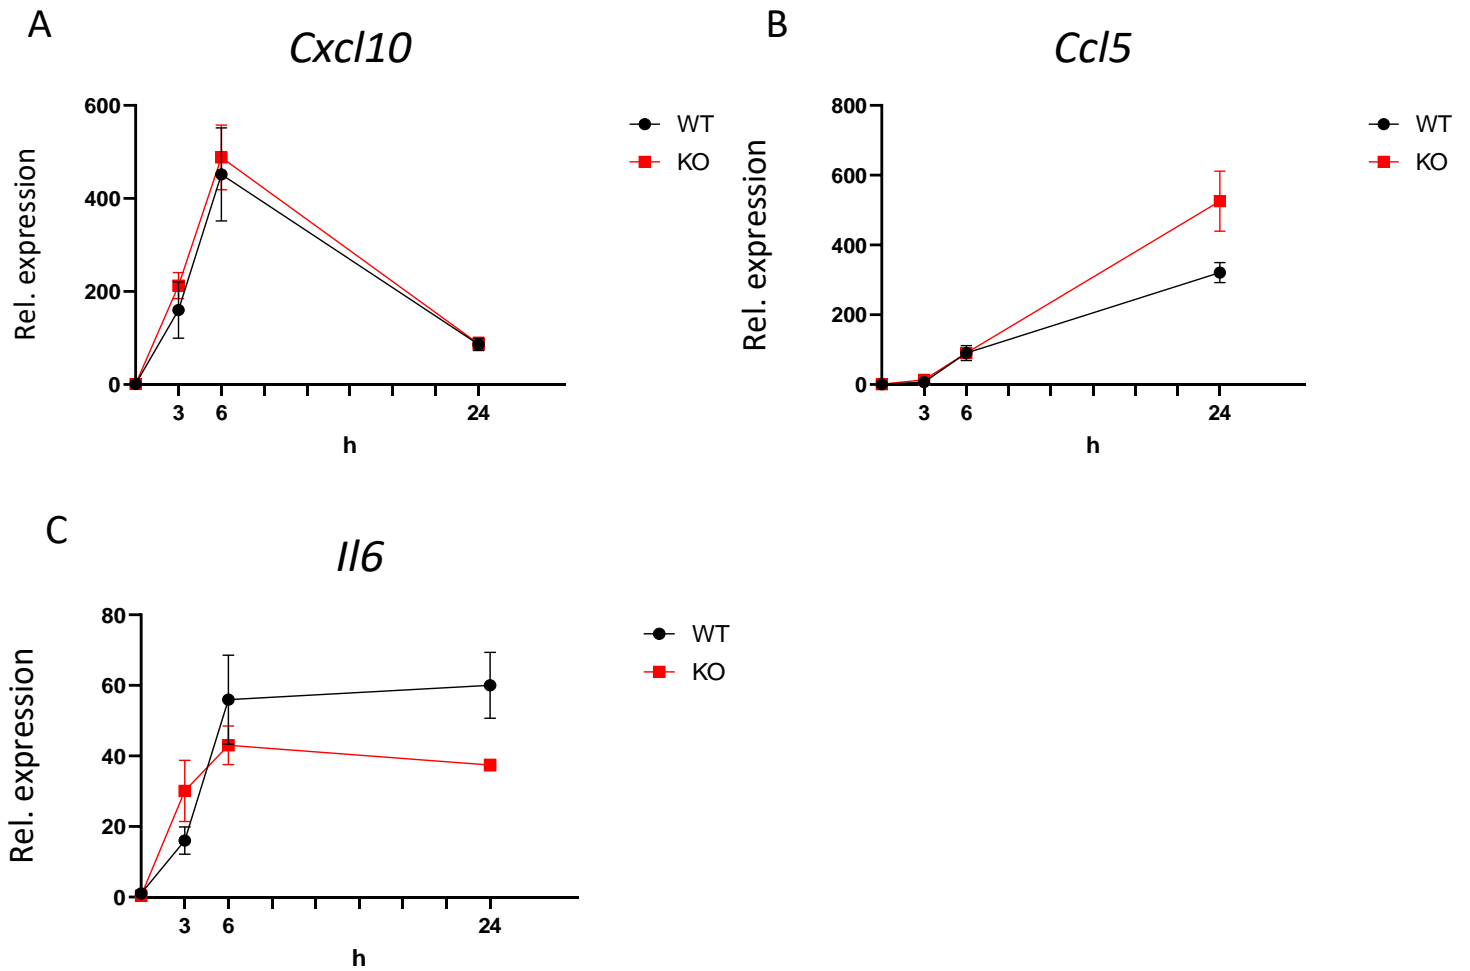 A
Cxcl10
600
400
200
0
Rel. expression
3 6 24
h
WT
KO
B
Ccl5
800
600
400
200
0
Rel. expression
3 6 24
h
WT
KO
C
Il6
80
60
40
20
0
Rel. expression
3 6 24
h
WT
KO